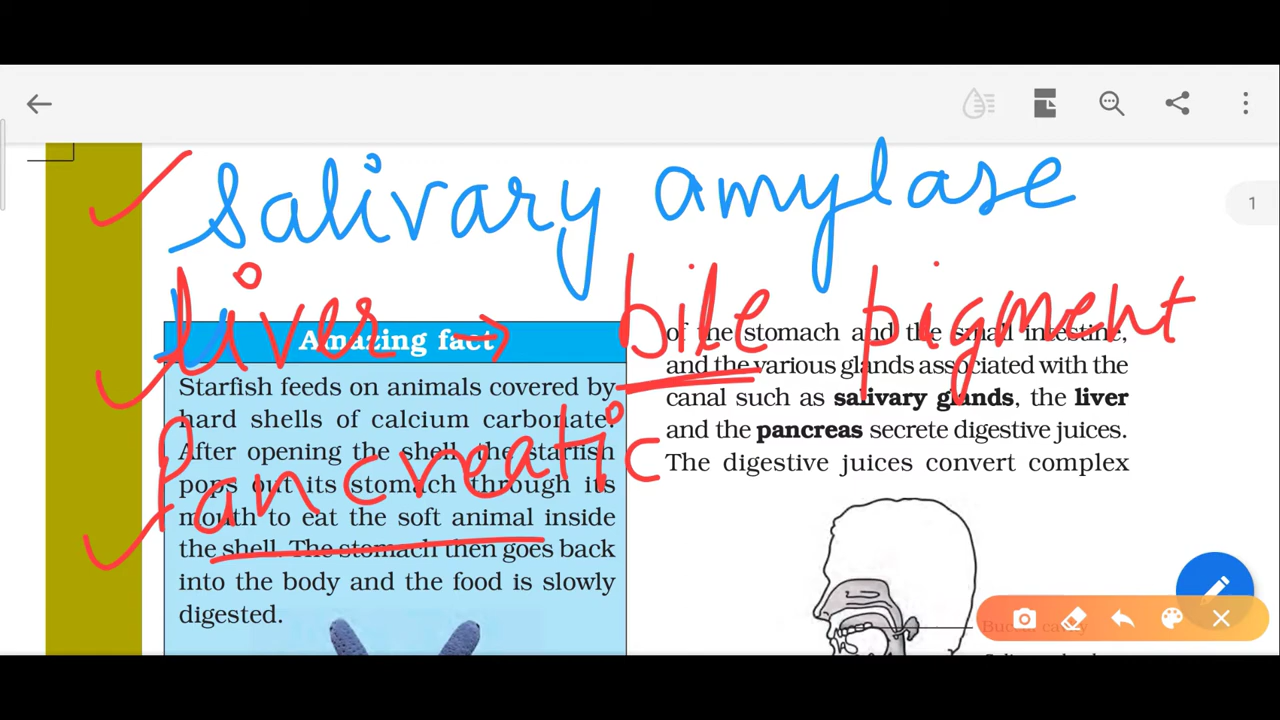 1
salivary amylase
liver → bile pigment
Pancreatic
Amazing fact
Starfish feeds on animals covered by
hard shells of calcium carbonate.
After opening the shell, the starfish
pops out its stomach through its
mouth to eat the soft animal inside
the shell. The stomach then goes back
into the body and the food is slowly
digested.
of the stomach and the small intestine,
and the various glands associated with the
canal such as salivary glands, the liver
and the pancreas secrete digestive juices.
The digestive juices convert complex